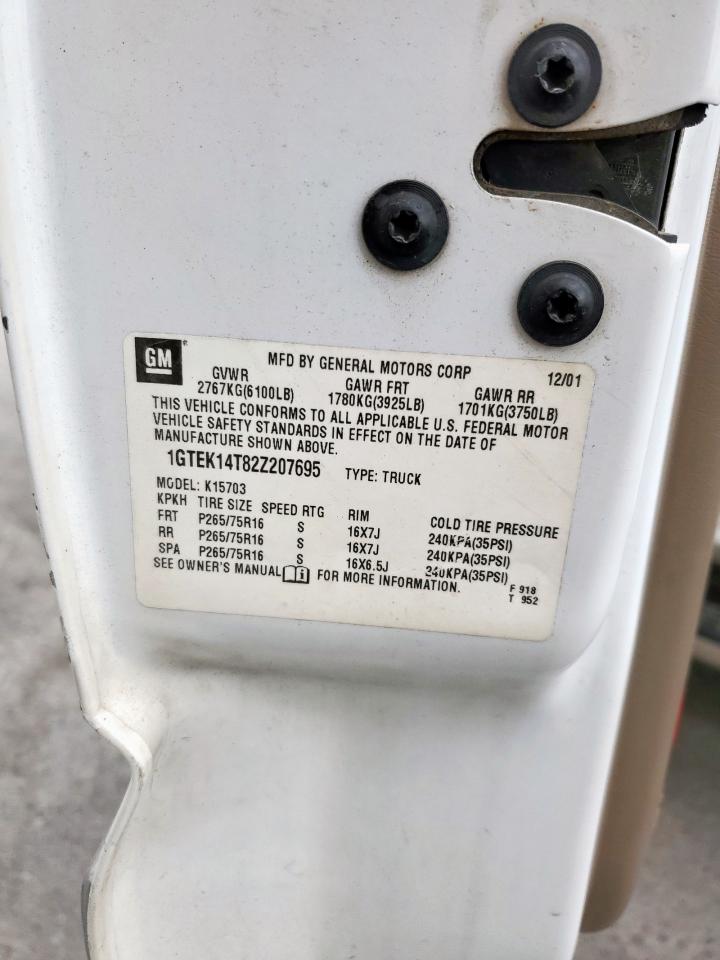 GM MFD BY GENERAL MOTORS CORP 12/01
GVWR GAWR FRT GAWR RR
2767KG(6100LB) 1780KG(3925LB) 1701KG(3750LB)
THIS VEHICLE CONFORMS TO ALL APPLICABLE U.S. FEDERAL MOTOR
VEHICLE SAFETY STANDARDS IN EFFECT ON THE DATE OF
MANUFACTURE SHOWN ABOVE.
1GTEK14T82Z207695 TYPE: TRUCK
MODEL: K15703
KPKH TIRE SIZE SPEED RTG RIM COLD TIRE PRESSURE
FRT P265/75R16 S 16X7J 240KPA(35PSI)
RR P265/75R16 S 16X7J 240KPA(35PSI)
SPA P265/75R16 S 16X6.5J 240KPA(35PSI)
SEE OWNER'S MANUAL FOR MORE INFORMATION. F 918
T 952